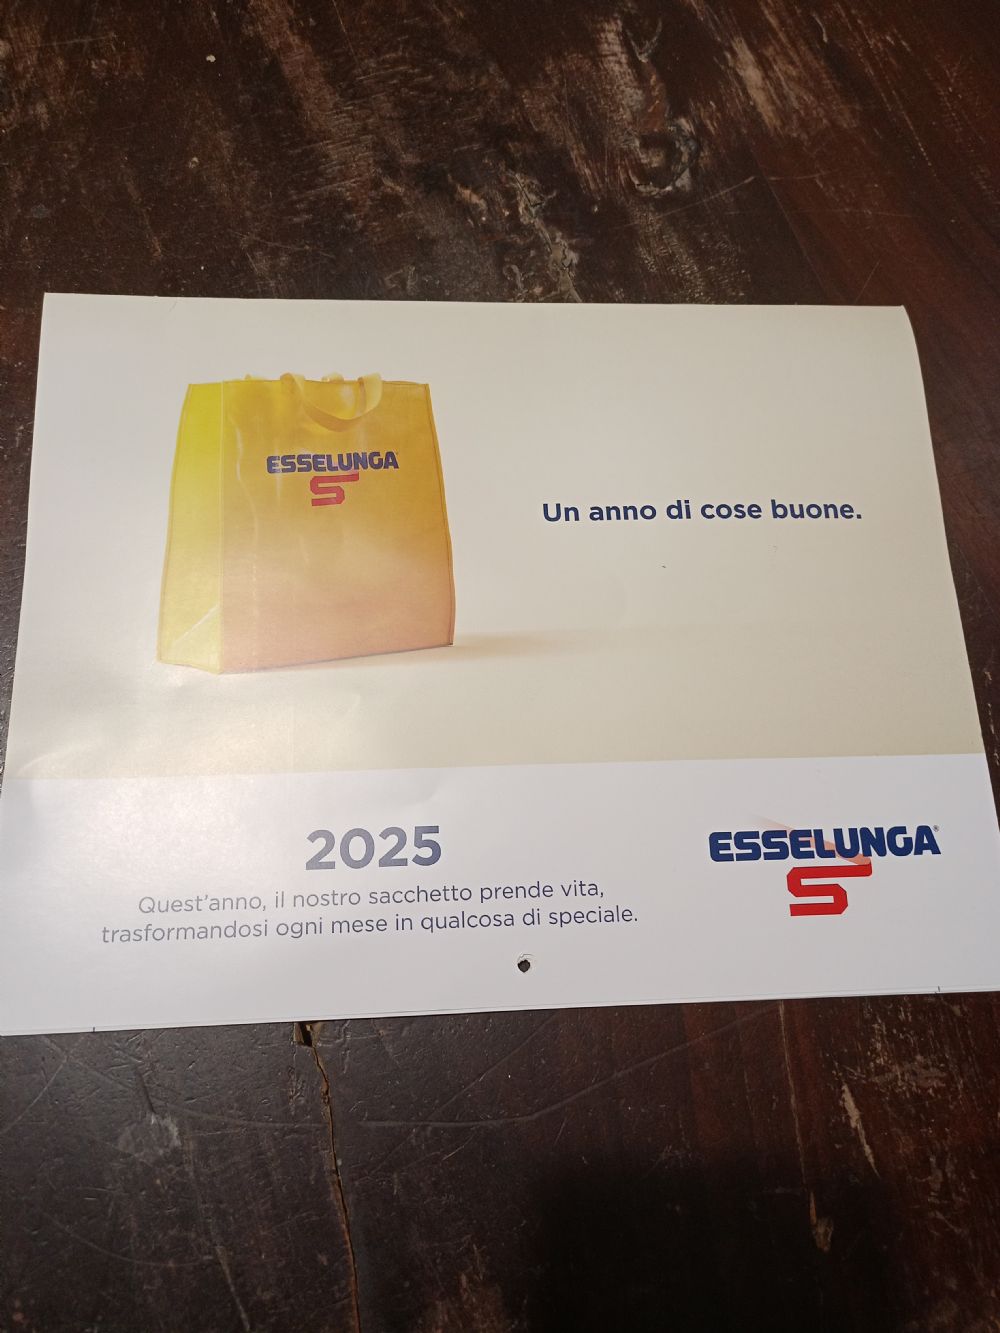 ESSELUNGA
S
Un anno di cose buone.
2025
Quest'anno, il nostro sacchetto prende vita,
trasformandosi ogni mese in qualcosa di speciale.
ESSELUNGA®
S